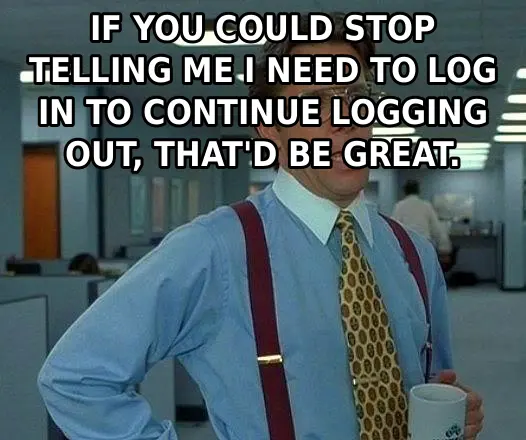 IF YOU COULD STOP
TELLING ME I NEED TO LOG
IN TO CONTINUE LOGGING
OUT, THAT'D BE GREAT.